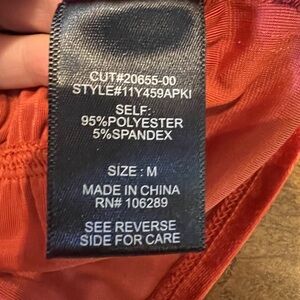 CUT#20655-00
STYLE#11Y459APKI
SELF:
95%POLYESTER
5%SPANDEX
SIZE : M
MADE IN CHINA
RN# 106289
SEE REVERSE
SIDE FOR CARE